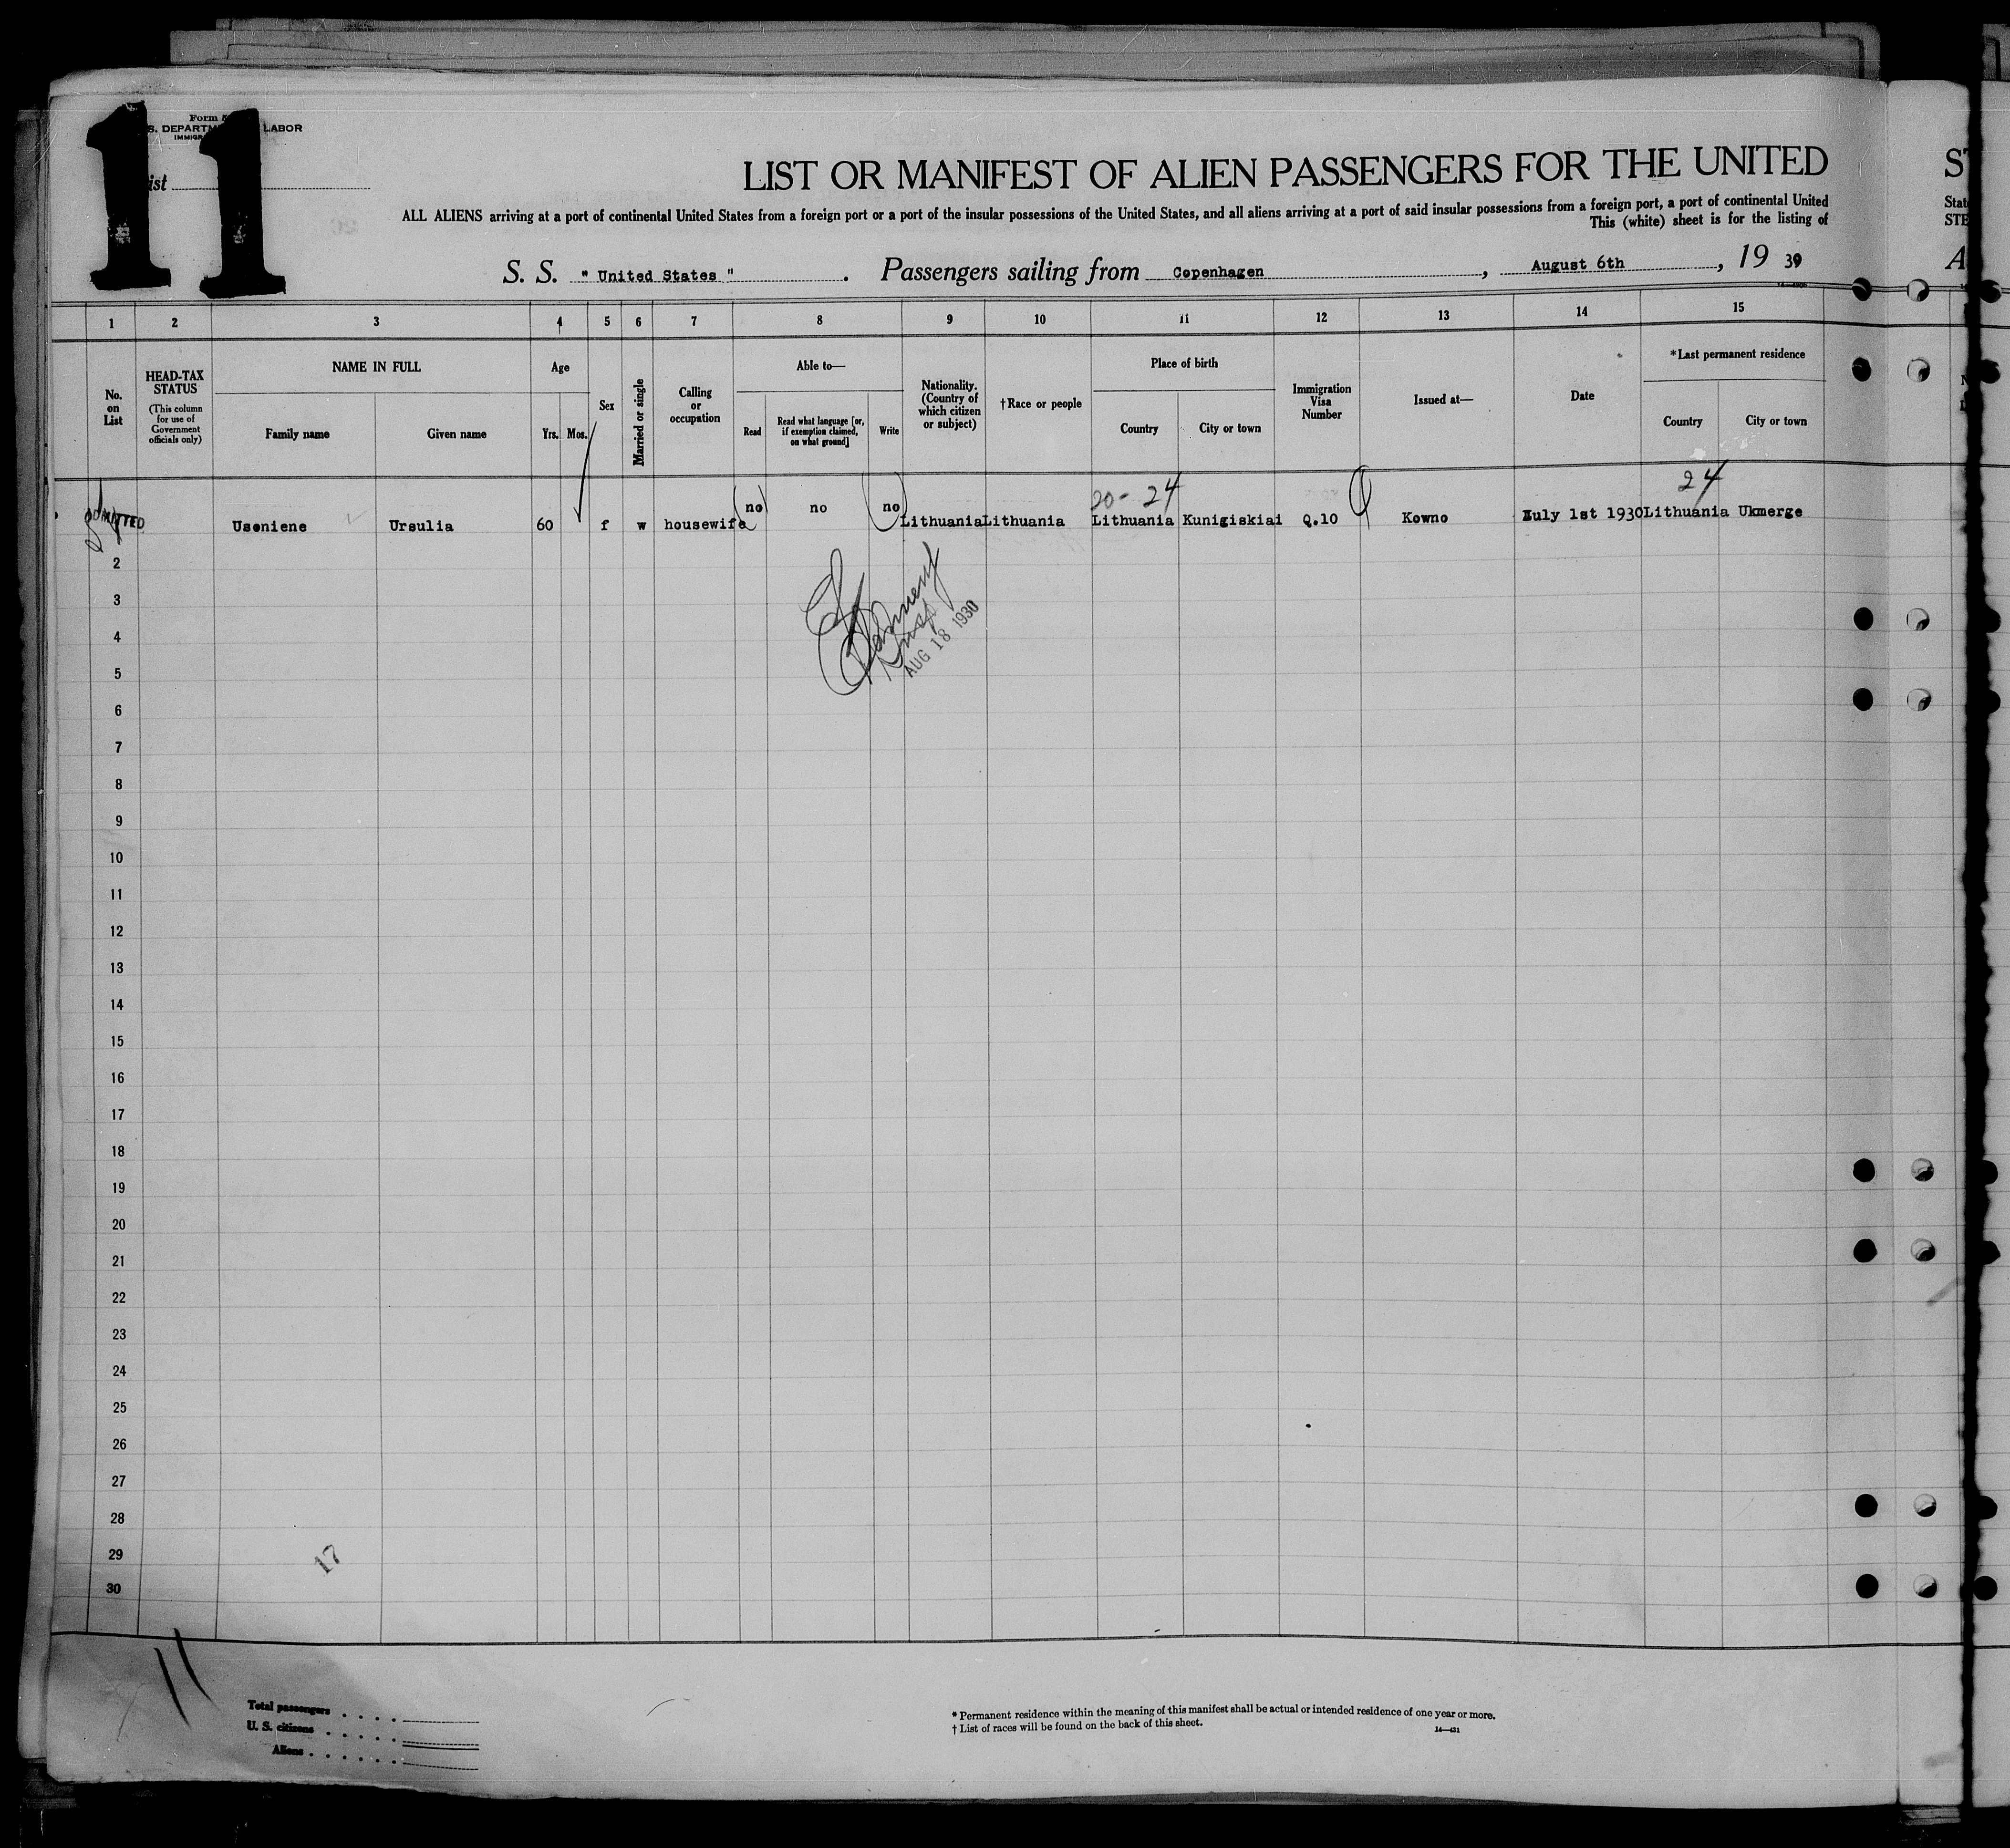 11
Form
S. DEPARTM LABOR
IMMIGRA
ist
LIST OR MANIFEST OF ALIEN PASSENGERS FOR THE UNITED
ALL ALIENS arriving at a port of continental United States from a foreign port or a port of the insular possessions of the United States, and all aliens arriving at a port of said insular possessions from a foreign port, a port of continental United
This (white) sheet is for the listing of
S. S. " United States " . Passengers sailing from Copenhagen , August 6th , 19 30
ST
Stat
STE
A
1 2 3 4 5 6 7 8 9 10 11 12 13 14 15
No. on List
HEAD-TAX STATUS
(This column for use of Government officials only)
NAME IN FULL
Family name Given name
Age
Yrs. Mos.
Sex
Married or single
Calling or occupation
Able to—
Read
Read what language [or, if exemption claimed, on what ground]
Write
Nationality. (Country of which citizen or subject)
†Race or people
Place of birth
Country City or town
Immigration Visa Number
Issued at—
Date
*Last permanent residence
Country City or town
20- 24 24
ADMITTED Useniene Ursulia 60 f w housewife no no no Lithuania Lithuania Lithuania Kunigiskiai Q.10 Kowno July 1st 1930 Lithuania Ukmerge
2
3
4
AUG 18 1930
5
6
7
8
9
10
11
12
13
14
15
16
17
18
19
20
21
22
23
24
25
26
27
28
29
17
30
11
Total passengers
U. S. citizens
Aliens
* Permanent residence within the meaning of this manifest shall be actual or intended residence of one year or more.
† List of races will be found on the back of this sheet.
14—431